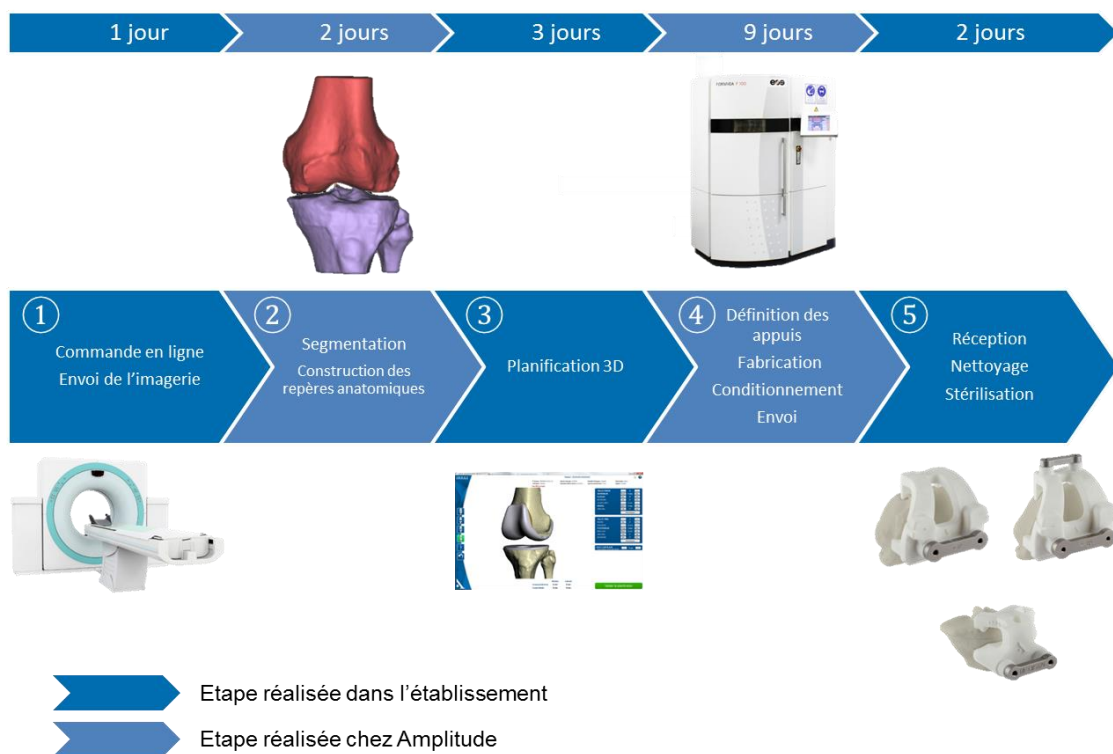 1 jour
2 jours
3 jours
9 jours
2 jours
eos
1
Commande en ligne
Envoi de l'imagerie
2
Segmentation
Construction des
repères anatomiques
3
Planification 3D
4
Définition des
appuis
Fabrication
Conditionnement
Envoi
5
Réception
Nettoyage
Stérilisation
Etape réalisée dans l'établissement
Etape réalisée chez Amplitude